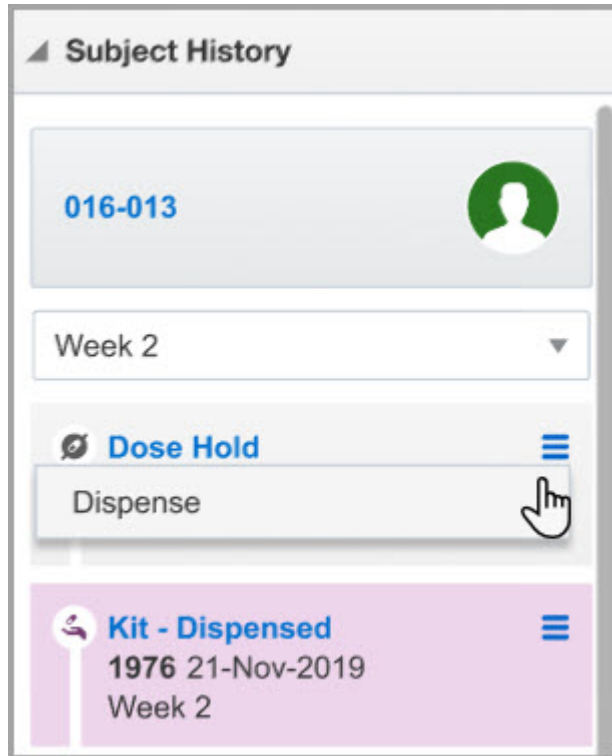 Subject History
016-013
Week 2
Dose Hold
Dispense
Kit - Dispensed
1976 21-Nov-2019
Week 2